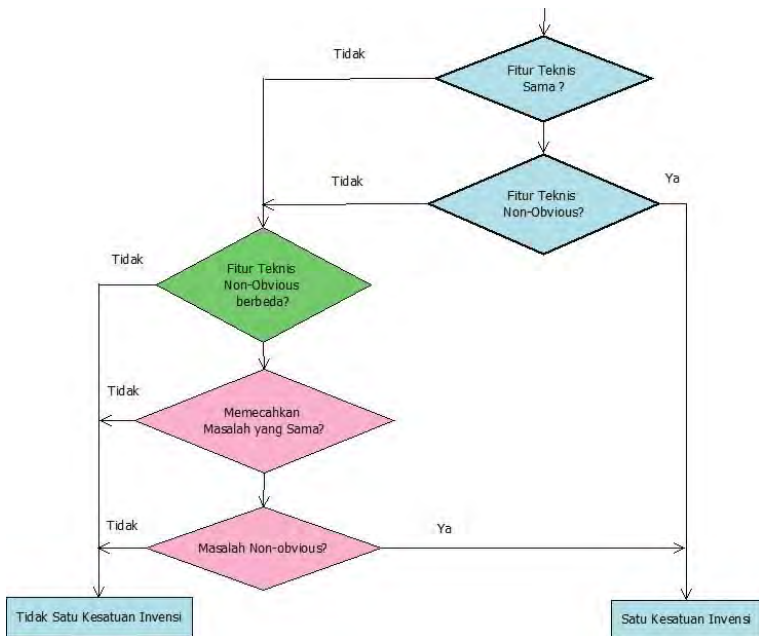 Tidak
Fitur Teknis
Sama ?
Tidak
Fitur Teknis
Non-Obvious?
Ya
Tidak
Fitur Teknis
Non-Obvious
berbeda?
Tidak
Memecahkan
Masalah yang Sama?
Tidak
Masalah Non-obvious?
Ya
Tidak Satu Kesatuan Invensi
Satu Kesatuan Invensi